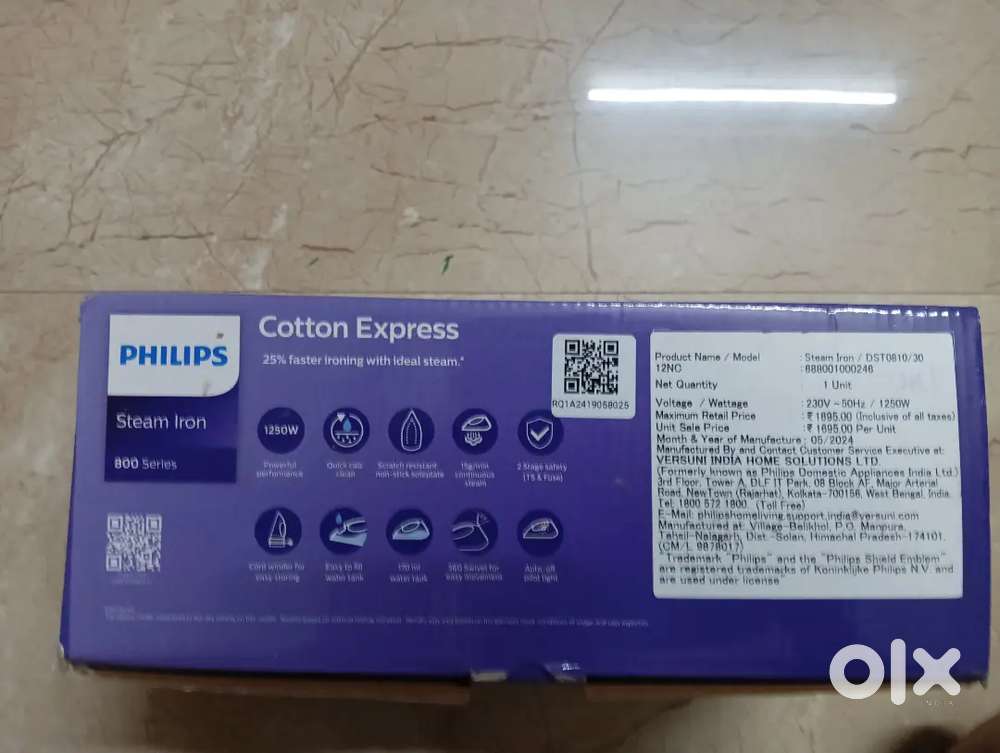 Cotton Express
PHILIPS
25% faster ironing with ideal steam.*
Steam Iron
800 Series
1250W
Powerful performance
Quick calc clean
Scratch resistant non-stick soleplate
15g/min continuous steam
2 Stage safety (TS & Fuse)
Cord winder for easy storing
Easy to fill water tank
170 ml water tank
360 Swivel for easy movement
Auto-off pilot light
RQ1A2419058025
Product Name / Model : Steam Iron / DST0810/30
12NC : 888001000246
Net Quantity 1 Unit
Voltage / Wattage : 230V ~50Hz / 1250W
Maximum Retail Price : ₹ 1895.00 (Inclusive of all taxes)
Unit Sale Price : ₹ 1895.00 Per Unit
Month & Year of Manufacture : 05/2024
Manufactured By and Contact Customer Service Executive at:
VERSUNI INDIA HOME SOLUTIONS LTD.
(Formerly known as Philips Domestic Appliances India Ltd.)
3rd Floor, Tower A, DLF IT Park, 08 Block AF, Major Arterial
Road, NewTown (Rajarhat), Kolkata-700156, West Bengal, India.
Tel: 1800 572 1800. (Toll Free)
E-Mail: philipshomeliving.support.india@versuni.com
Manufactured at: Village-Balikhol, P.O. Manpura,
Tehsil-Nalagarh, Dist.-Solan, Himachal Pradesh-174101.
(CM/L 9878017)
"Trademark "Philips" and the "Philips Shield Emblem"
are registered trademarks of Koninklijke Philips N.V. and
are used under license"
olx
INDIA